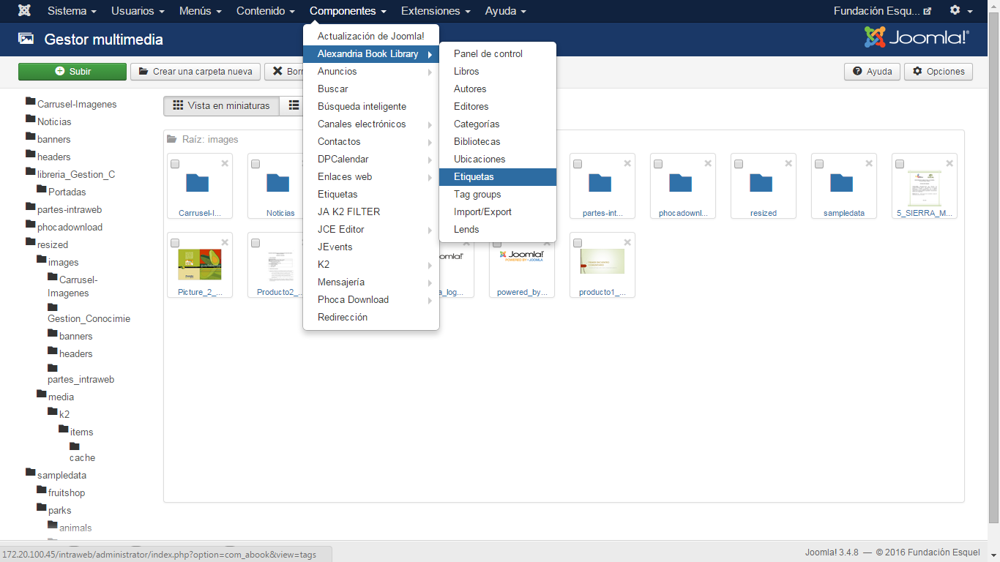 Sistema Usuarios Menús Contenido Componentes Extensiones Ayuda Fundación Esqu...
Gestor multimedia
Joomla!®
Subir Crear una carpeta nueva Borr Ayuda Opciones
Actualización de Joomla!
Alexandria Book Library
Anuncios
Buscar
Búsqueda inteligente
Canales electrónicos
Contactos
DPCalendar
Enlaces web
Etiquetas
JA K2 FILTER
JCE Editor
JEvents
K2
Mensajería
Phoca Download
Redirección
Panel de control
Libros
Autores
Editores
Categorías
Bibliotecas
Ubicaciones
Etiquetas
Tag groups
Import/Export
Lends
Carrusel-Imagenes
Noticias
banners
headers
libreria_Gestion_C
Portadas
partes-intraweb
phocadownload
resized
images
Carrusel-
Imagenes
Gestion_Conocimie
banners
headers
partes_intraweb
media
k2
items
cache
sampledata
fruitshop
parks
animals
Vista en miniaturas
Raíz: images
Carrusel-I...
Noticias
partes-int...
phocadownl...
resized
sampledata
5_SIERRA_M...
Picture_2_...
Producto2_..
a_log...
Joomla!
POWERED BY JOOMLA
powered_by...
producto1_...
172.20.100.45/intraweb/administrator/index.php?option=com_abook&view=tags
Joomla! 3.4.8 — © 2016 Fundación Esquel